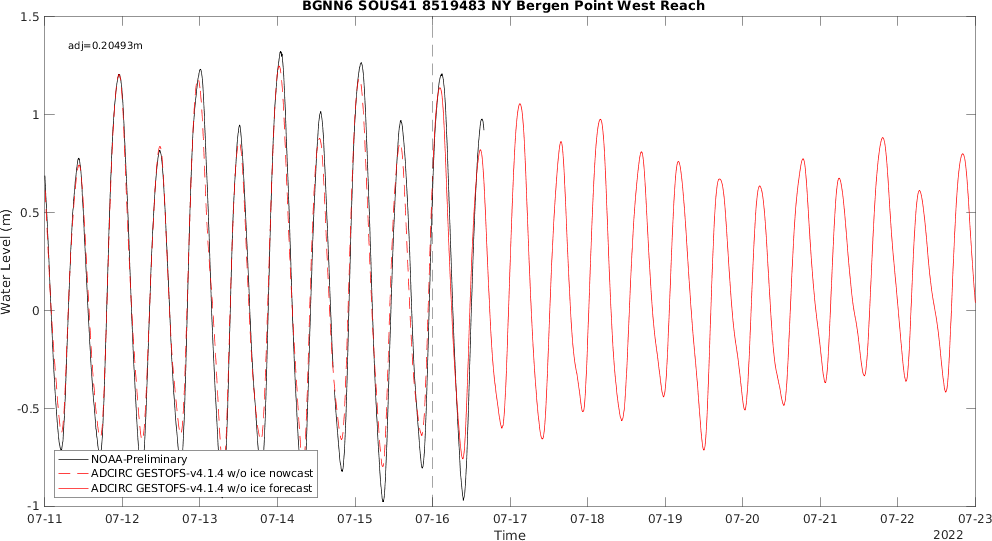 BGNN6 SOUS41 8519483 NY Bergen Point West Reach
1.5
adj=0.20493m
1
0.5
Water Level (m)
0
-0.5
-1
NOAA-Preliminary
ADCIRC GESTOFS-v4.1.4 w/o ice nowcast
ADCIRC GESTOFS-v4.1.4 w/o ice forecast
07-11 07-12 07-13 07-14 07-15 07-16 07-17 07-18 07-19 07-20 07-21 07-22 07-23
Time
2022